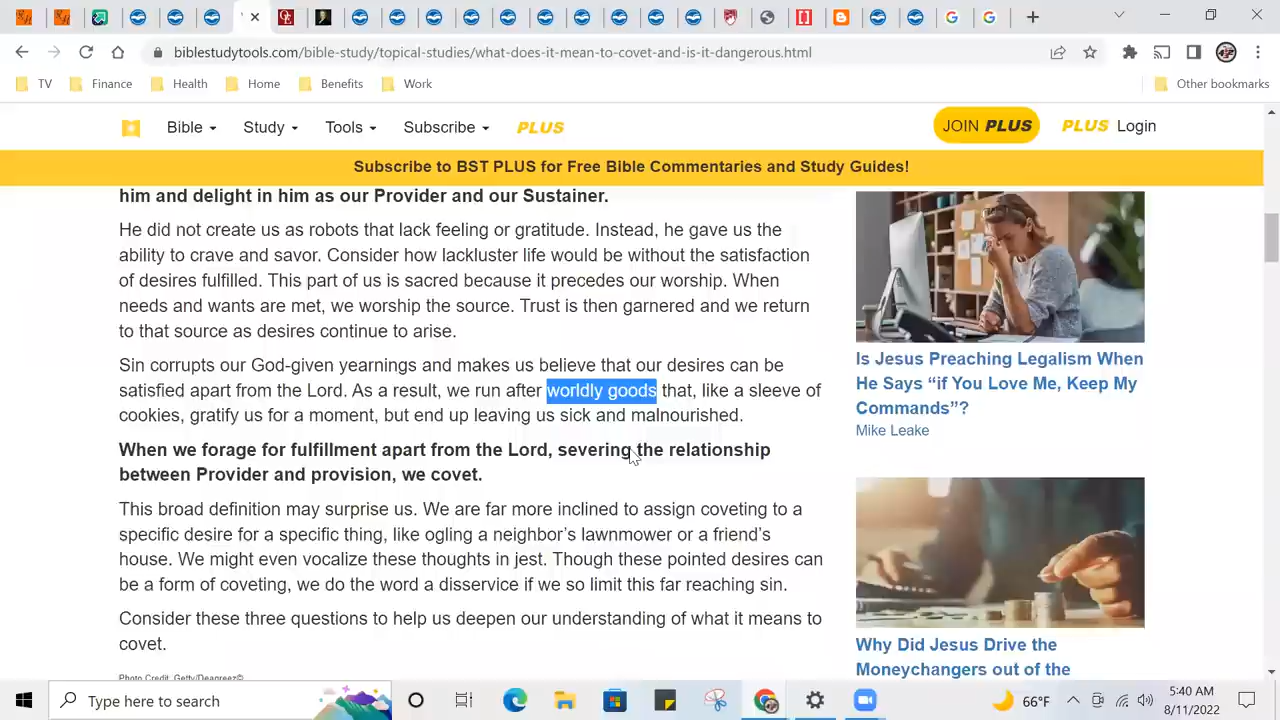 biblestudytools.com/bible-study/topical-studies/what-does-it-mean-to-covet-and-is-it-dangerous.html
TV Finance Health Home Benefits Work Other bookmarks
Bible Study Tools Subscribe PLUS JOIN PLUS PLUS Login
Subscribe to BST PLUS for Free Bible Commentaries and Study Guides!
him and delight in him as our Provider and our Sustainer.
He did not create us as robots that lack feeling or gratitude. Instead, he gave us the
ability to crave and savor. Consider how lackluster life would be without the satisfaction
of desires fulfilled. This part of us is sacred because it precedes our worship. When
needs and wants are met, we worship the source. Trust is then garnered and we return
to that source as desires continue to arise.
Sin corrupts our God-given yearnings and makes us believe that our desires can be
satisfied apart from the Lord. As a result, we run after worldly goods that, like a sleeve of
cookies, gratify us for a moment, but end up leaving us sick and malnourished.
When we forage for fulfillment apart from the Lord, severing the relationship
between Provider and provision, we covet.
This broad definition may surprise us. We are far more inclined to assign coveting to a
specific desire for a specific thing, like ogling a neighbor’s lawnmower or a friend’s
house. We might even vocalize these thoughts in jest. Though these pointed desires can
be a form of coveting, we do the word a disservice if we so limit this far reaching sin.
Consider these three questions to help us deepen our understanding of what it means to
covet.
Photo Credit: Getty/Deagreez©
Is Jesus Preaching Legalism When
He Says “if You Love Me, Keep My
Commands”?
Mike Leake
Why Did Jesus Drive the
Moneychangers out of the
Type here to search
66°F
5:40 AM
8/11/2022